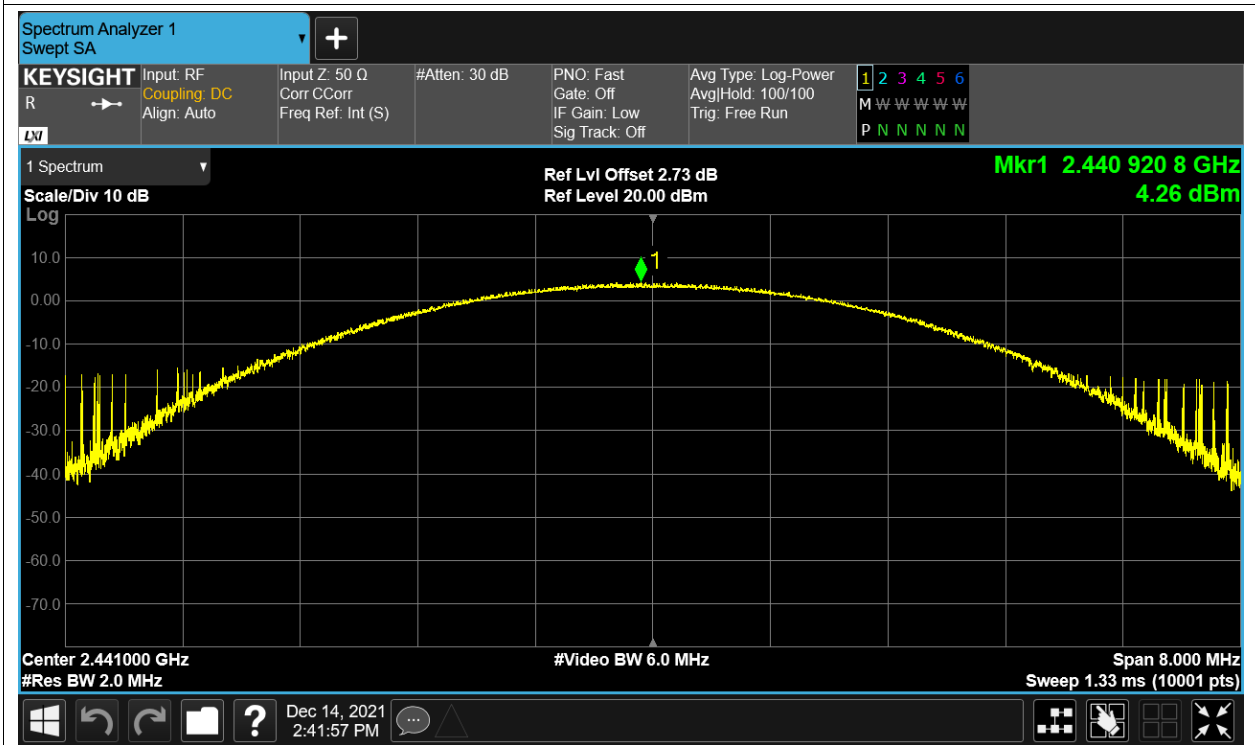 Spectrum Analyzer 1
Swept SA
KEYSIGHT Input: RF Input Z: 50 Ω #Atten: 30 dB PNO: Fast Avg Type: Log-Power 1 2 3 4 5 6
R Coupling: DC Corr CCorr Gate: Off Avg|Hold: 100/100 M W W W W W W
Align: Auto Freq Ref: Int (S) IF Gain: Low Trig: Free Run
LXI Sig Track: Off P N N N N N N
1 Spectrum Ref Lvl Offset 2.73 dB Mkr1 2.440 920 8 GHz
Scale/Div 10 dB Ref Level 20.00 dBm 4.26 dBm
Log
10.0
1
0.00
-10.0
-20.0
-30.0
-40.0
-50.0
-60.0
-70.0
Center 2.441000 GHz #Video BW 6.0 MHz Span 8.000 MHz
#Res BW 2.0 MHz Sweep 1.33 ms (10001 pts)
? Dec 14, 2021
2:41:57 PM